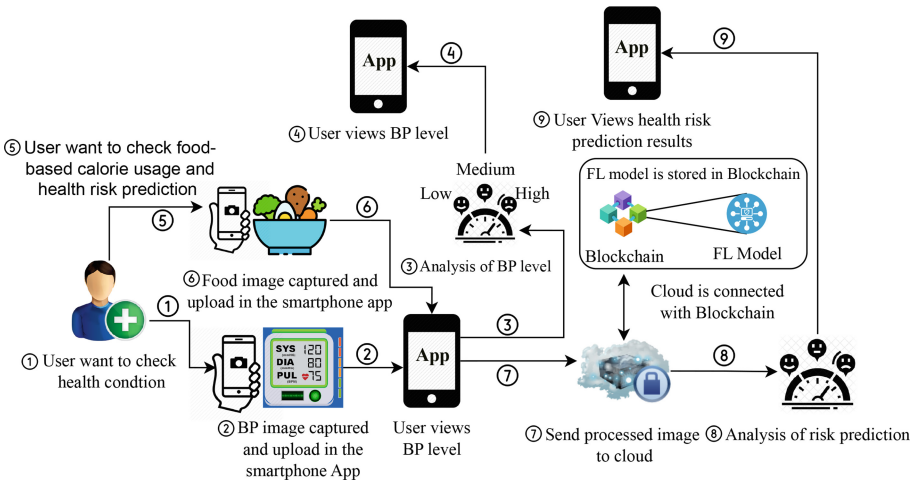 App
④
④ User views BP level
App
⑨
⑨ User Views health risk
prediction results
⑤ User want to check food-
based calorie usage and
health risk prediction
⑤
⑥
⑥ Food image captured and
upload in the smartphone app
Medium
Low
High
③ Analysis of BP level
FL model is stored in Blockchain
Blockchain
FL Model
Cloud is connected
with Blockchain
①
① User want to check
health condtion
SYS 120
DIA 80
PUL 75
②
② BP image captured
and upload in the
smartphone App
App
User views
BP level
③
⑦
⑦ Send processed image
to cloud
⑧
⑧ Analysis of risk prediction